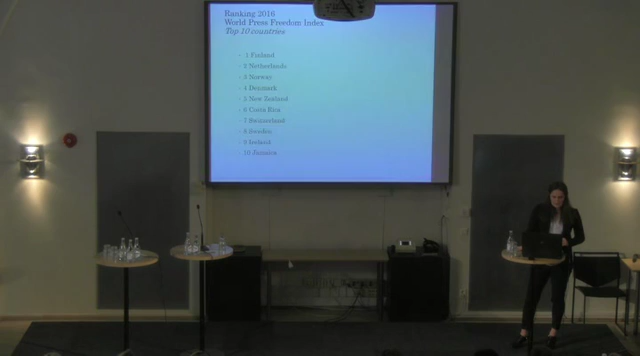 Ranking 2016
World Press Freedom Index
Top 10 countries
- 1 Finland
- 2 Netherlands
- 3 Norway
- 4 Denmark
- 5 New Zealand
- 6 Costa Rica
- 7 Switzerland
- 8 Sweden
- 9 Ireland
- 10 Jamaica